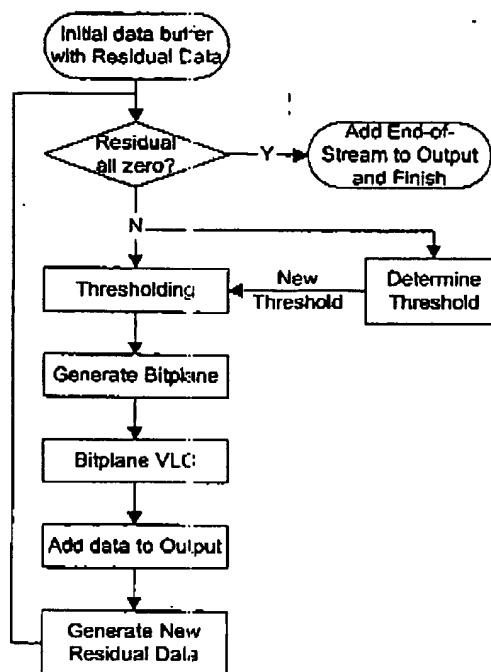 Initial data buffer
with Residual Data
Residual
all zero?
Y
Add End-of-
Stream to Output
and Finish
N
Thresholding
New
Threshold
Determine
Threshold
Generate Bitplane
Bitplane VLC
Add data to Output
Generate New
Residual Data